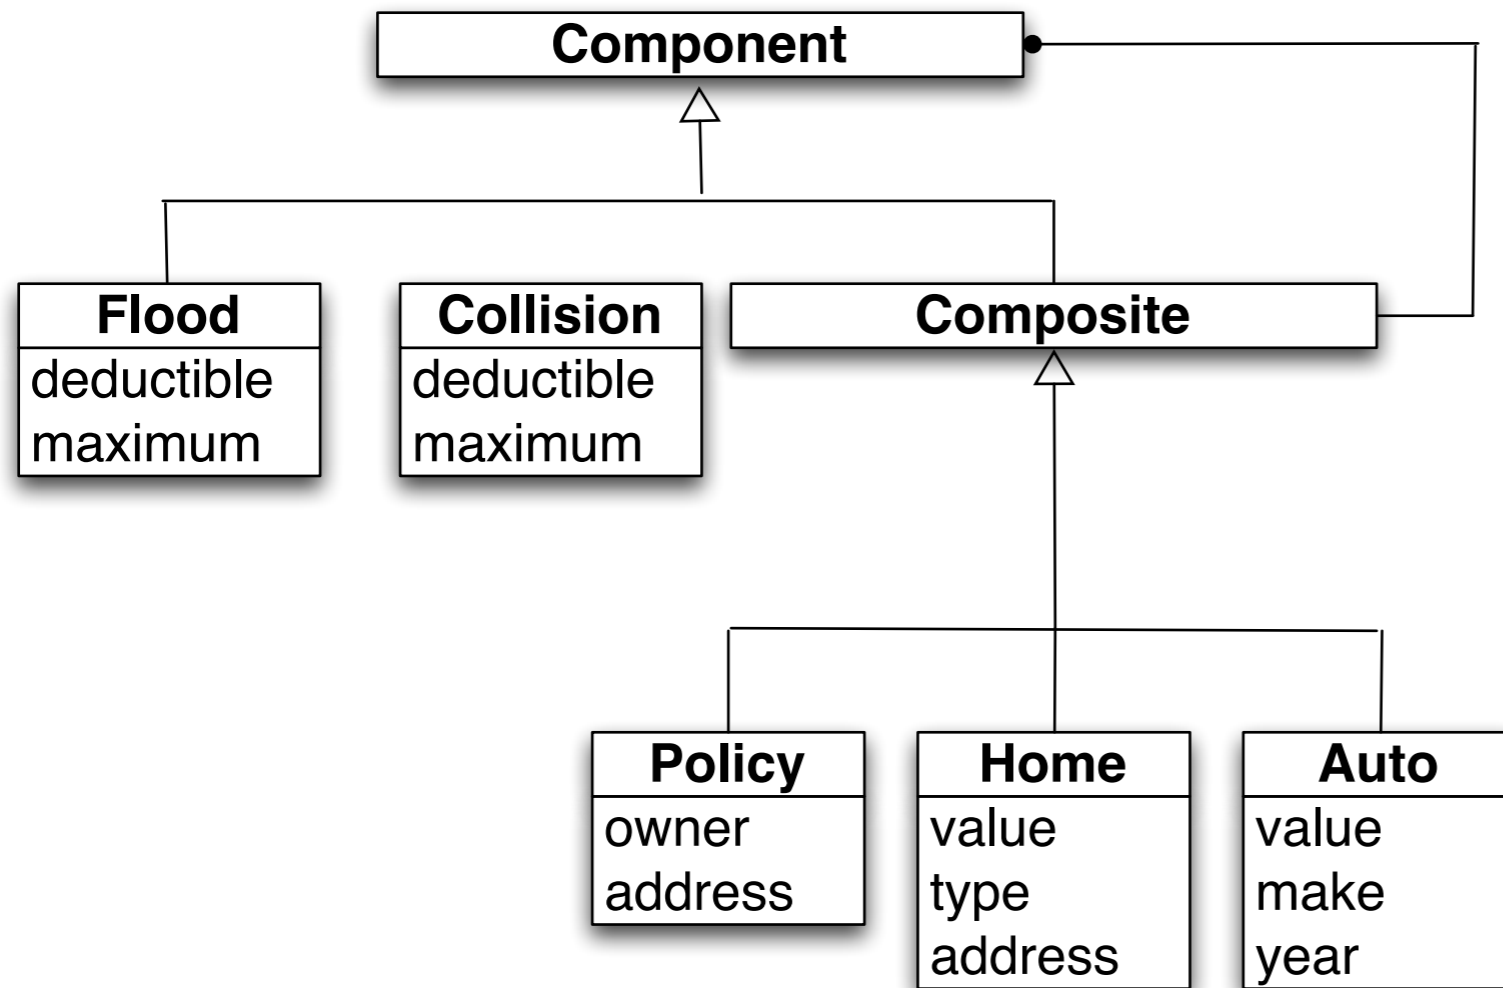 Component
Flood
deductible
maximum
Collision
deductible
maximum
Composite
Policy
owner
address
Home
value
type
address
Auto
value
make
year